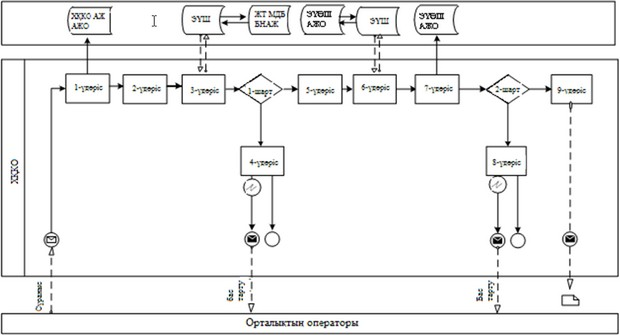 ХҚКО АЖ
АЖО
ЭҮШ
ЖТ МДБ
БНАЖ
ЭҮӨШ
АЖО
ЭҮШ
ЭҮӨШ
АЖО
1-үдеріс
2-үдеріс
3-үдеріс
1-шарт
5-үдеріс
6-үдеріс
7-үдеріс
2-шарт
9-үдеріс
4-үдеріс
8-үдеріс
ХҚКО
Сұраныс
бас
тарту
Бас
тарту
Орталықтын операторы